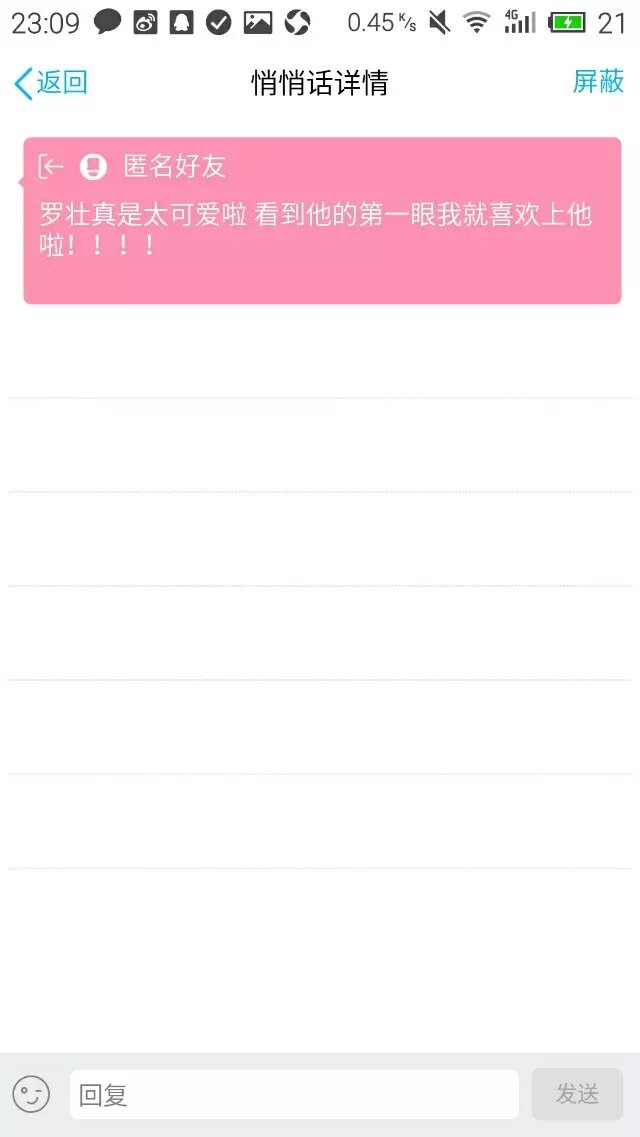 23:09 0.45 K/s 4G 21
返回 悄悄话详情 屏蔽
匿名好友
罗壮真是太可爱啦 看到他的第一眼我就喜欢上他
啦！！！！
回复 发送